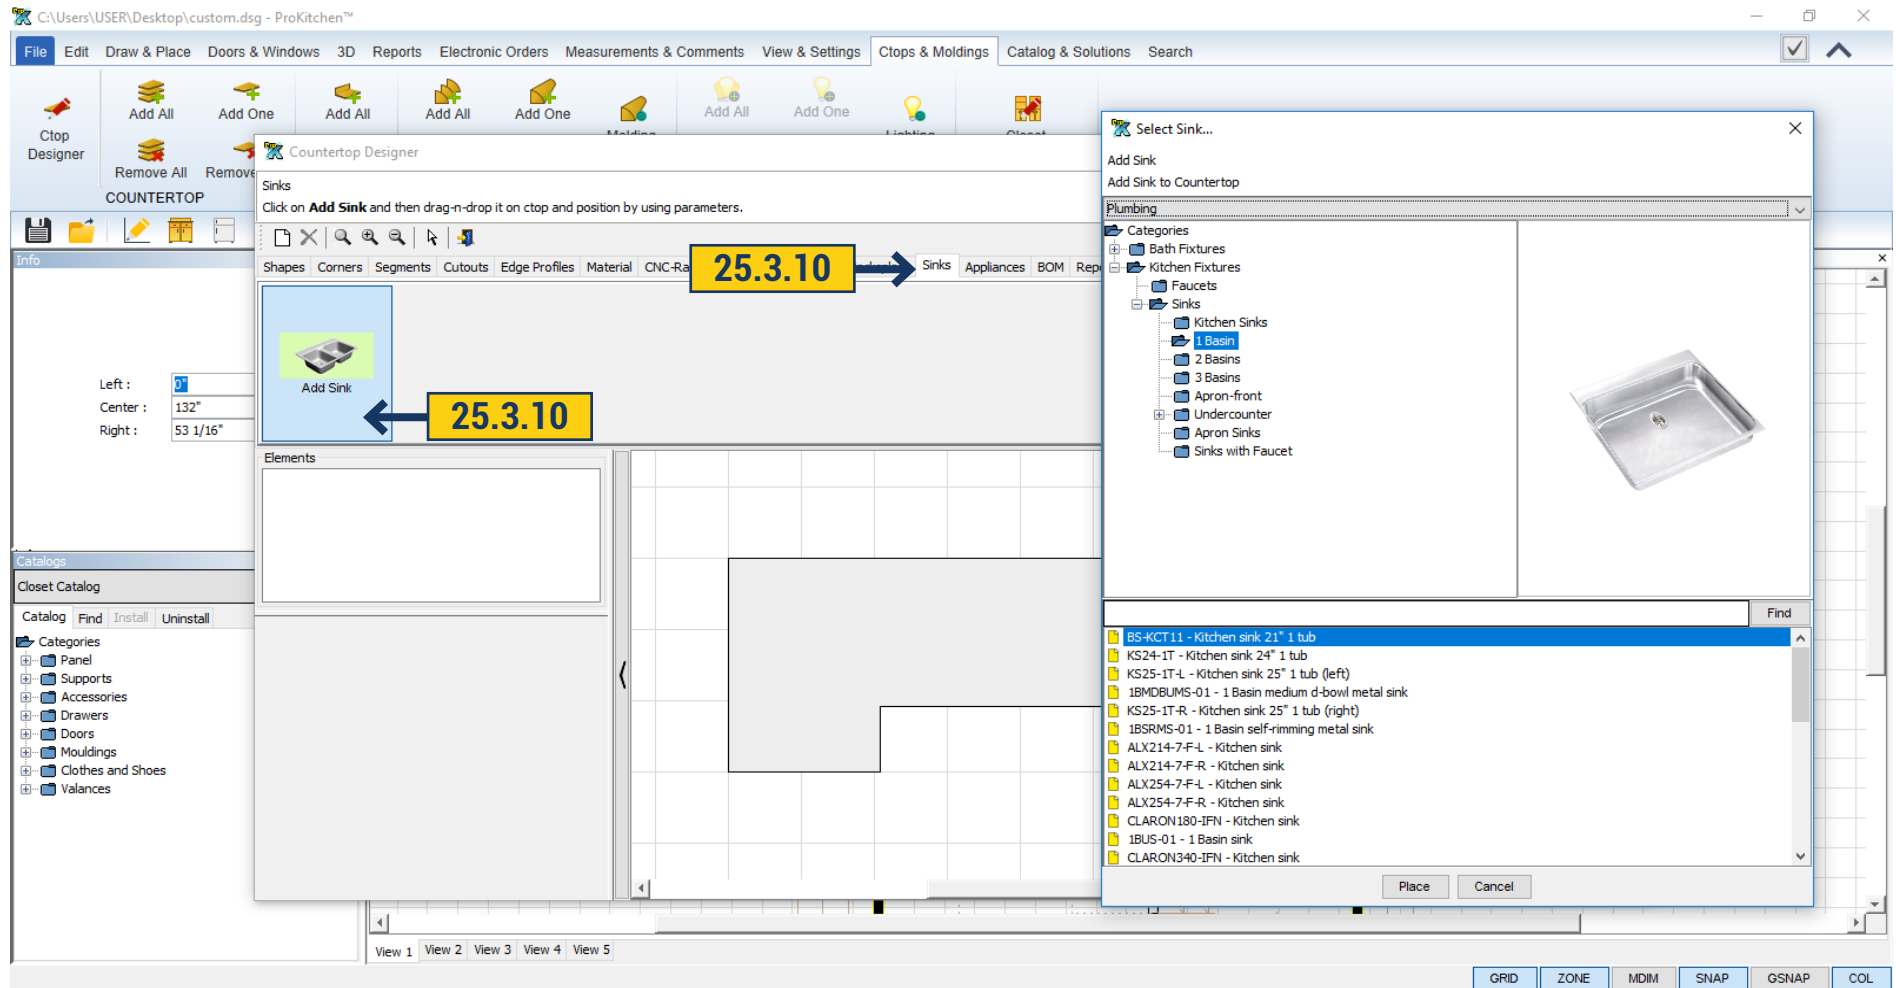 C:\Users\USER\Desktop\custom.dsg - ProKitchen™
File Edit Draw & Place Doors & Windows 3D Reports Electronic Orders Measurements & Comments View & Settings Ctops & Moldings Catalog & Solutions Search
Add All Add One Add All Add All Add One Add All Add One
Ctop
Designer
Remove All Remove
COUNTERTOP
Countertop Designer
Sinks
Click on Add Sink and then drag-n-drop it on ctop and position by using parameters.
Shapes Corners Segments Cutouts Edge Profiles Material CNC-Ra 25.3.10 Sinks Appliances BOM Repo
Add Sink
25.3.10
Elements
Info
Left : 0"
Center : 132"
Right : 53 1/16"
Catalogs
Closet Catalog
Catalog Find Install Uninstall
Categories
Panel
Supports
Accessories
Drawers
Doors
Mouldings
Clothes and Shoes
Valances
Select Sink...
Add Sink
Add Sink to Countertop
Plumbing
Categories
Bath Fixtures
Kitchen Fixtures
Faucets
Sinks
Kitchen Sinks
1 Basin
2 Basins
3 Basins
Apron-front
Undercounter
Apron Sinks
Sinks with Faucet
Find
BS-KCT11 - Kitchen sink 21" 1 tub
KS24-1T - Kitchen sink 24" 1 tub
KS25-1T-L - Kitchen sink 25" 1 tub (left)
1BMDBUMS-01 - 1 Basin medium d-bowl metal sink
KS25-1T-R - Kitchen sink 25" 1 tub (right)
1BSRMS-01 - 1 Basin self-rimming metal sink
ALX214-7-F-L - Kitchen sink
ALX214-7-F-R - Kitchen sink
ALX254-7-F-L - Kitchen sink
ALX254-7-F-R - Kitchen sink
CLARON180-IFN - Kitchen sink
1BUS-01 - 1 Basin sink
CLARON340-IFN - Kitchen sink
Place Cancel
View 1 View 2 View 3 View 4 View 5
GRID ZONE MDIM SNAP GSNAP COL